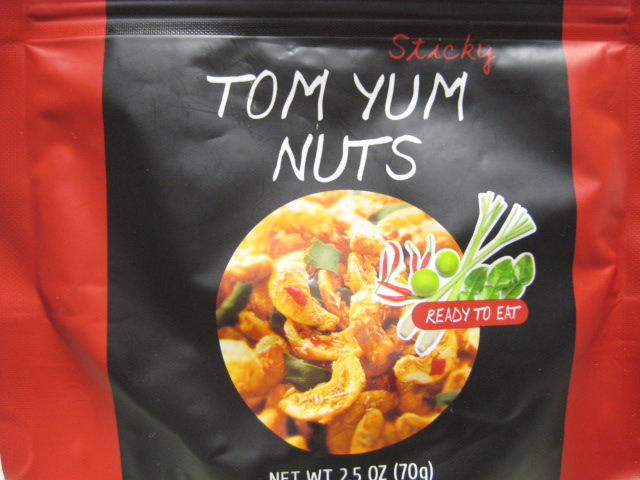 Sticky
TOM YUM
NUTS
READY TO EAT
NET WT 2.5 OZ (70g)